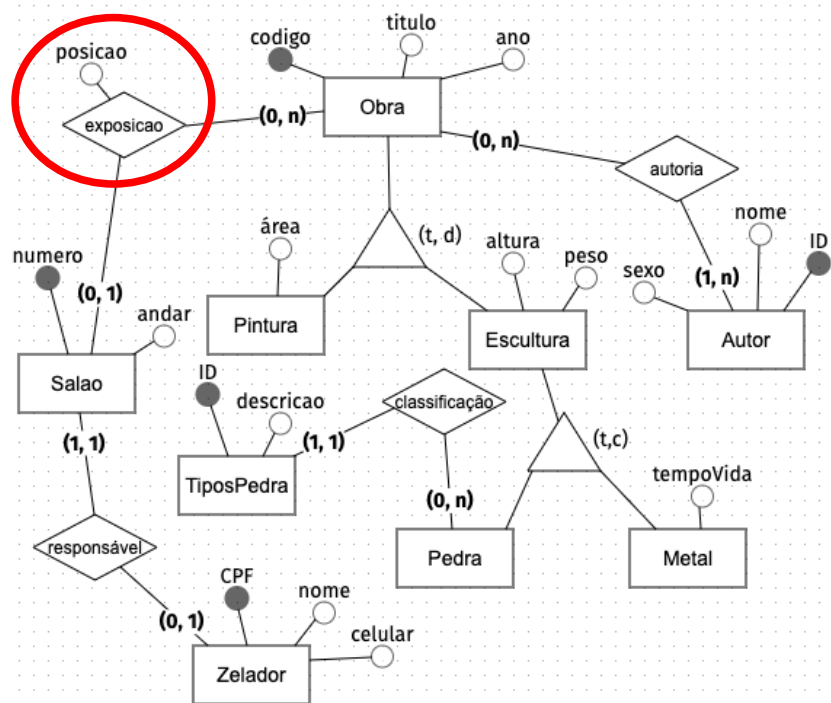 titulo
codigo
ano
posicao
Obra
exposicao
(0, n)
(0, n)
autoria
nome
ID
área
(t, d)
altura
peso
sexo
(1, n)
numero
(0, 1)
andar
Pintura
Escultura
Autor
Salao
ID
descricao
classificação
(1, 1)
(1, 1)
(t,c)
TiposPedra
(0, n)
tempoVida
responsável
Pedra
Metal
CPF
nome
(0, 1)
celular
Zelador